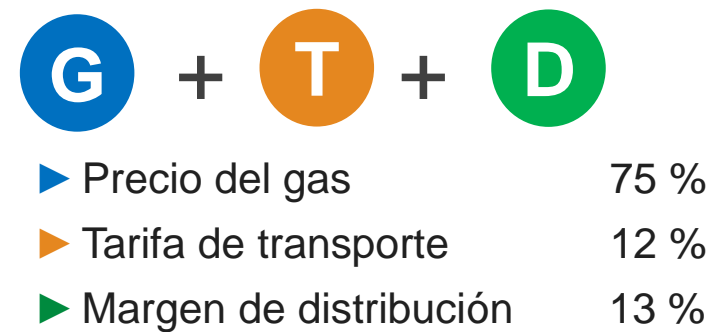 G + T + D
Precio del gas 75 %
Tarifa de transporte 12 %
Margen de distribución 13 %